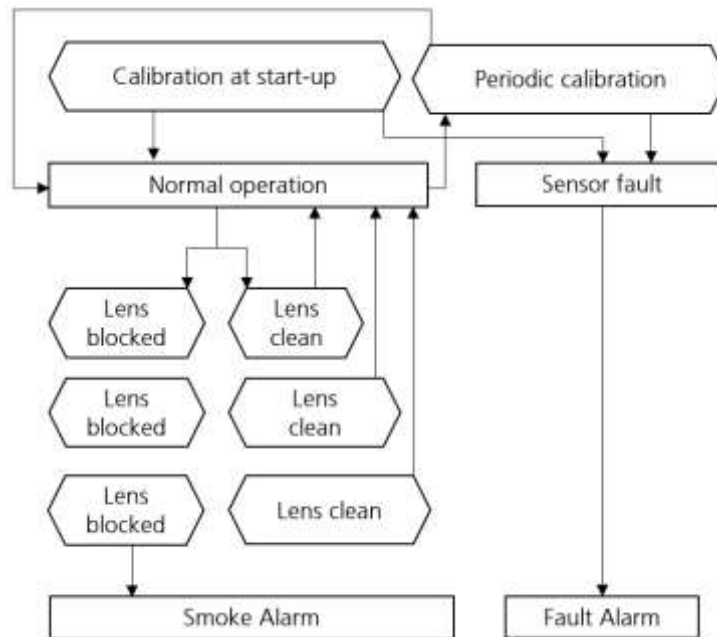 Calibration at start-up
Periodic calibration
Normal operation
Sensor fault
Lens
blocked
Lens
clean
Lens
blocked
Lens
clean
Lens
blocked
Lens clean
Smoke Alarm
Fault Alarm